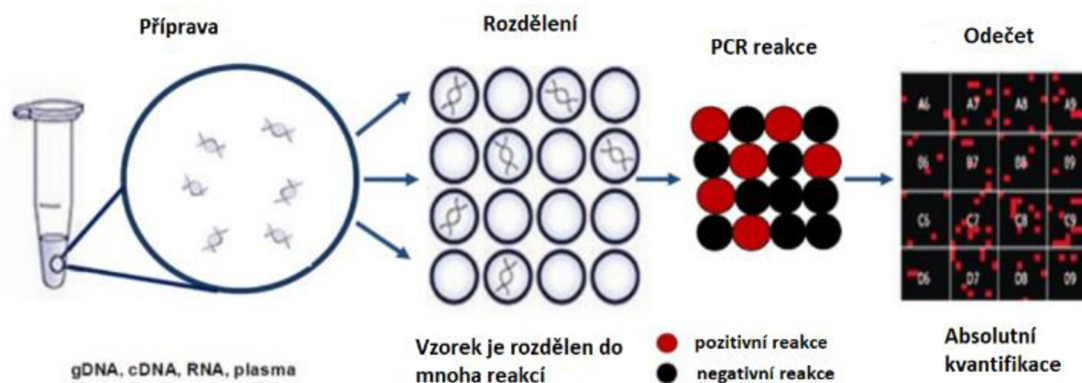 Příprava
Rozdělení
PCR reakce
Odečet
A6 A7 A8 A9
B6 B7 B8 B9
C6 C7 C8 C9
D6 D7 D8 D9
gDNA, cDNA, RNA, plasma
Vzorek je rozdělen do
mnoha reakcí
pozitivní reakce
negativní reakce
Absolutní
kvantifikace